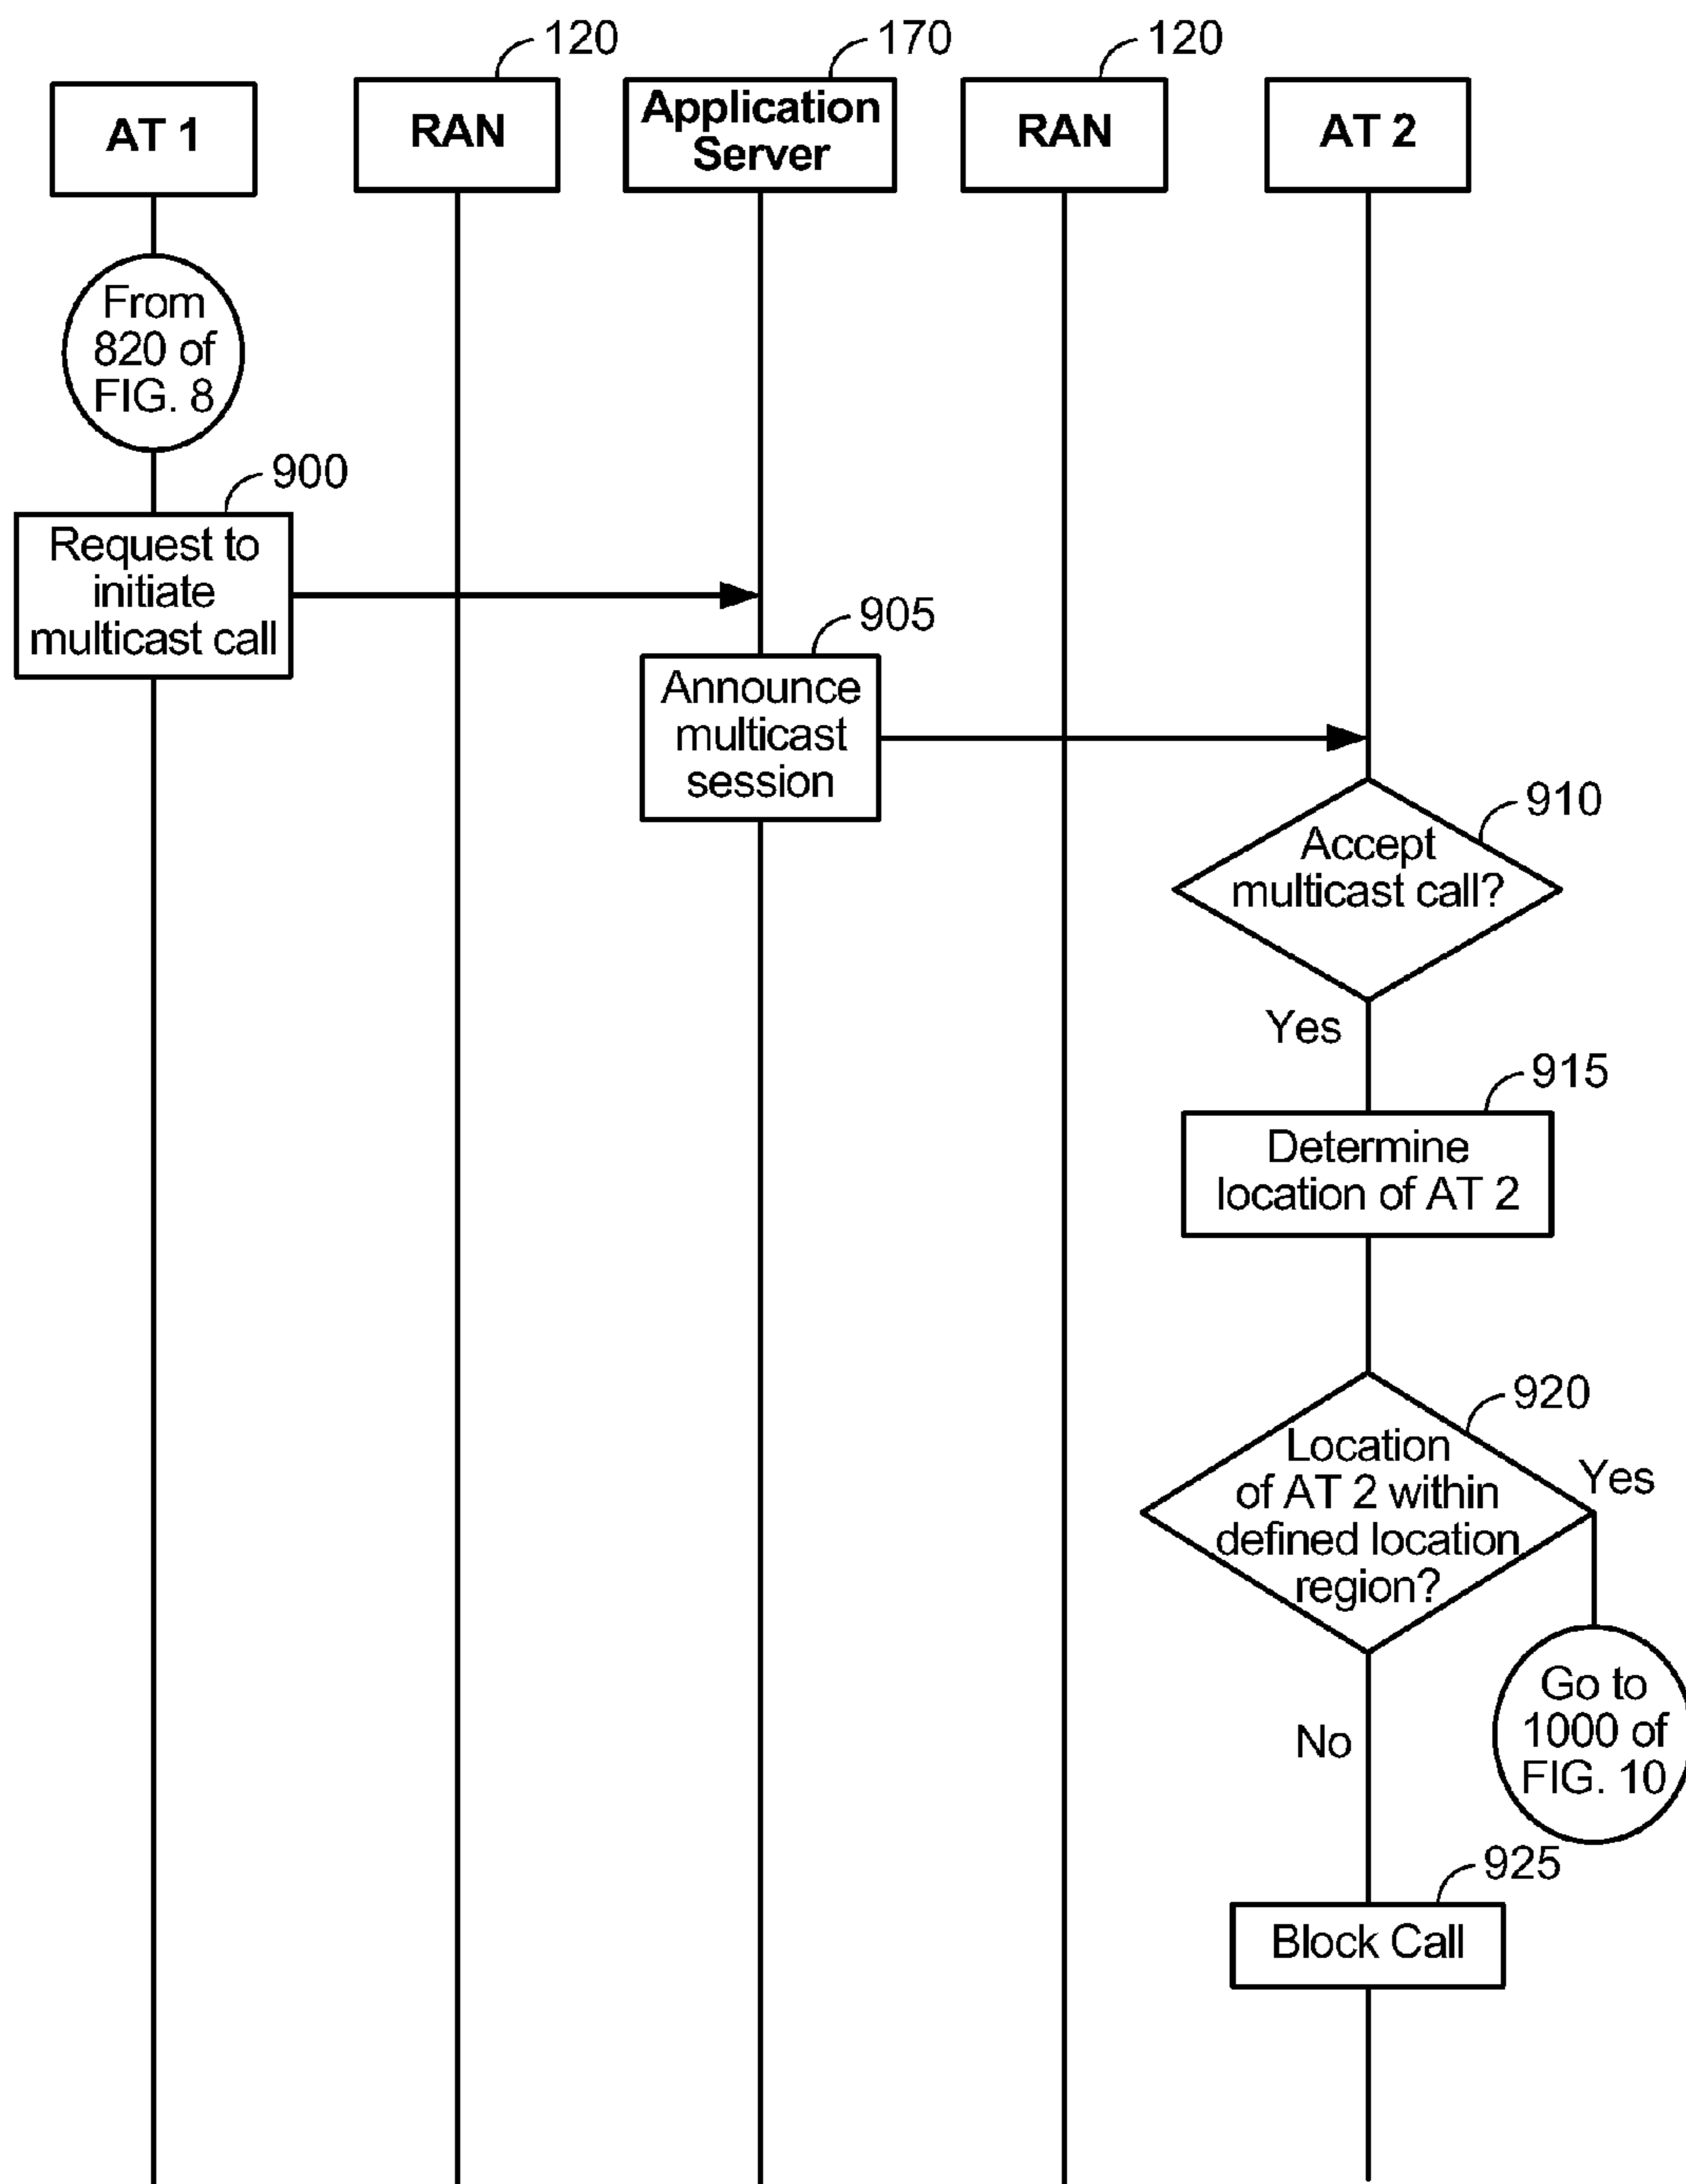 120
170
120
AT 1
RAN
Application
Server
RAN
AT 2
From
820 of
FIG. 8
900
Request to
initiate
multicast call
905
Announce
multicast
session
910
Accept
multicast call?
Yes
915
Determine
location of AT 2
920
Location
of AT 2 within
defined location
region?
Yes
Go to
1000 of
FIG. 10
No
925
Block Call